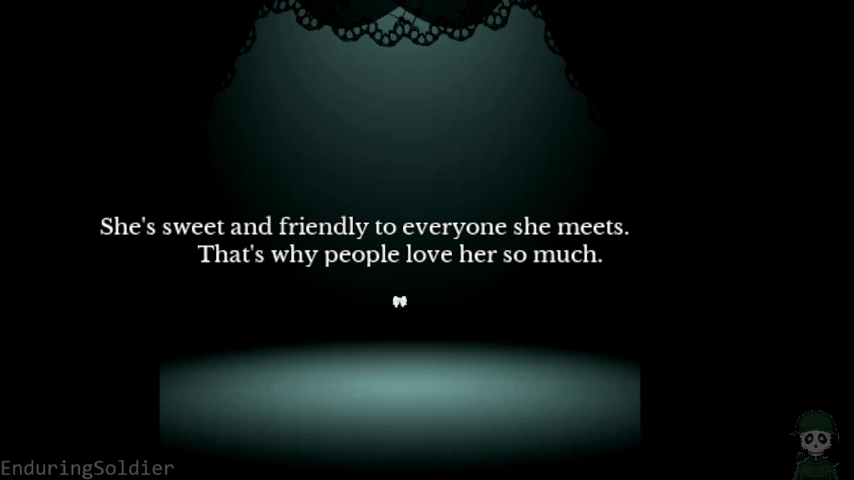 She's sweet and friendly to everyone she meets.
That's why people love her so much.
EnduringSoldier